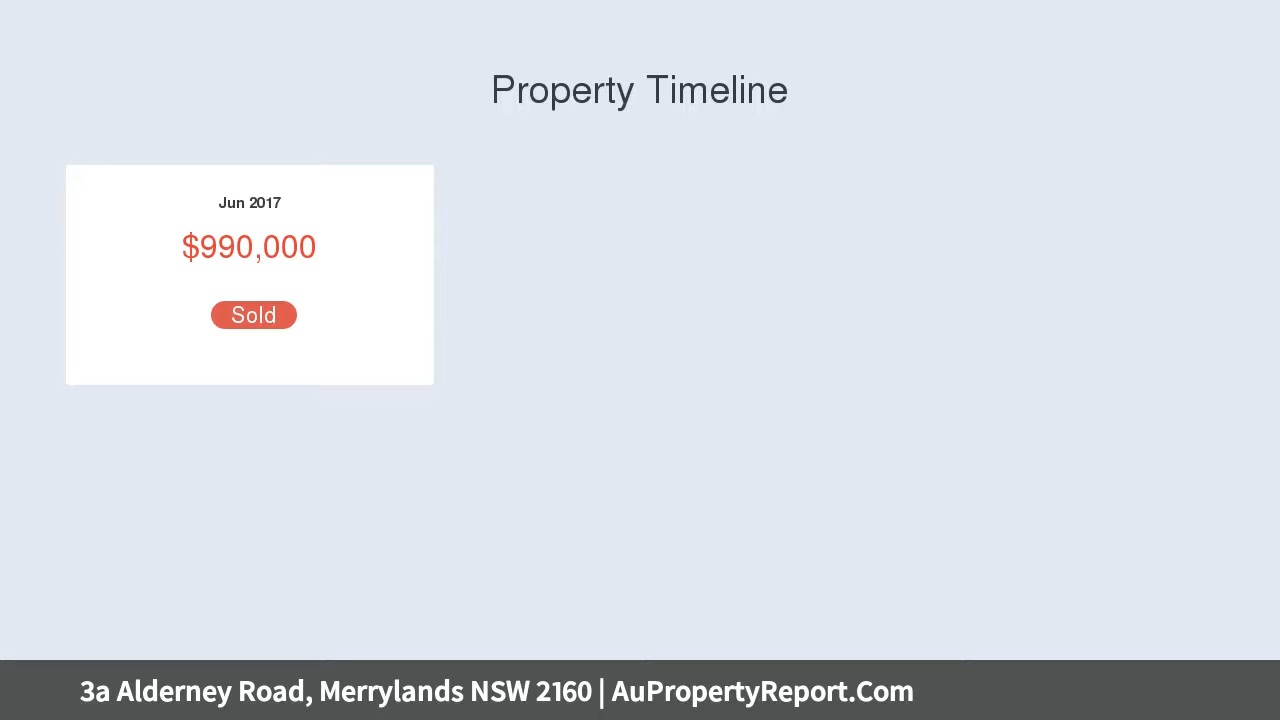 Property Timeline
Jun 2017
$990,000
Sold
3a Alderney Road, Merrylands NSW 2160 | AuPropertyReport.Com